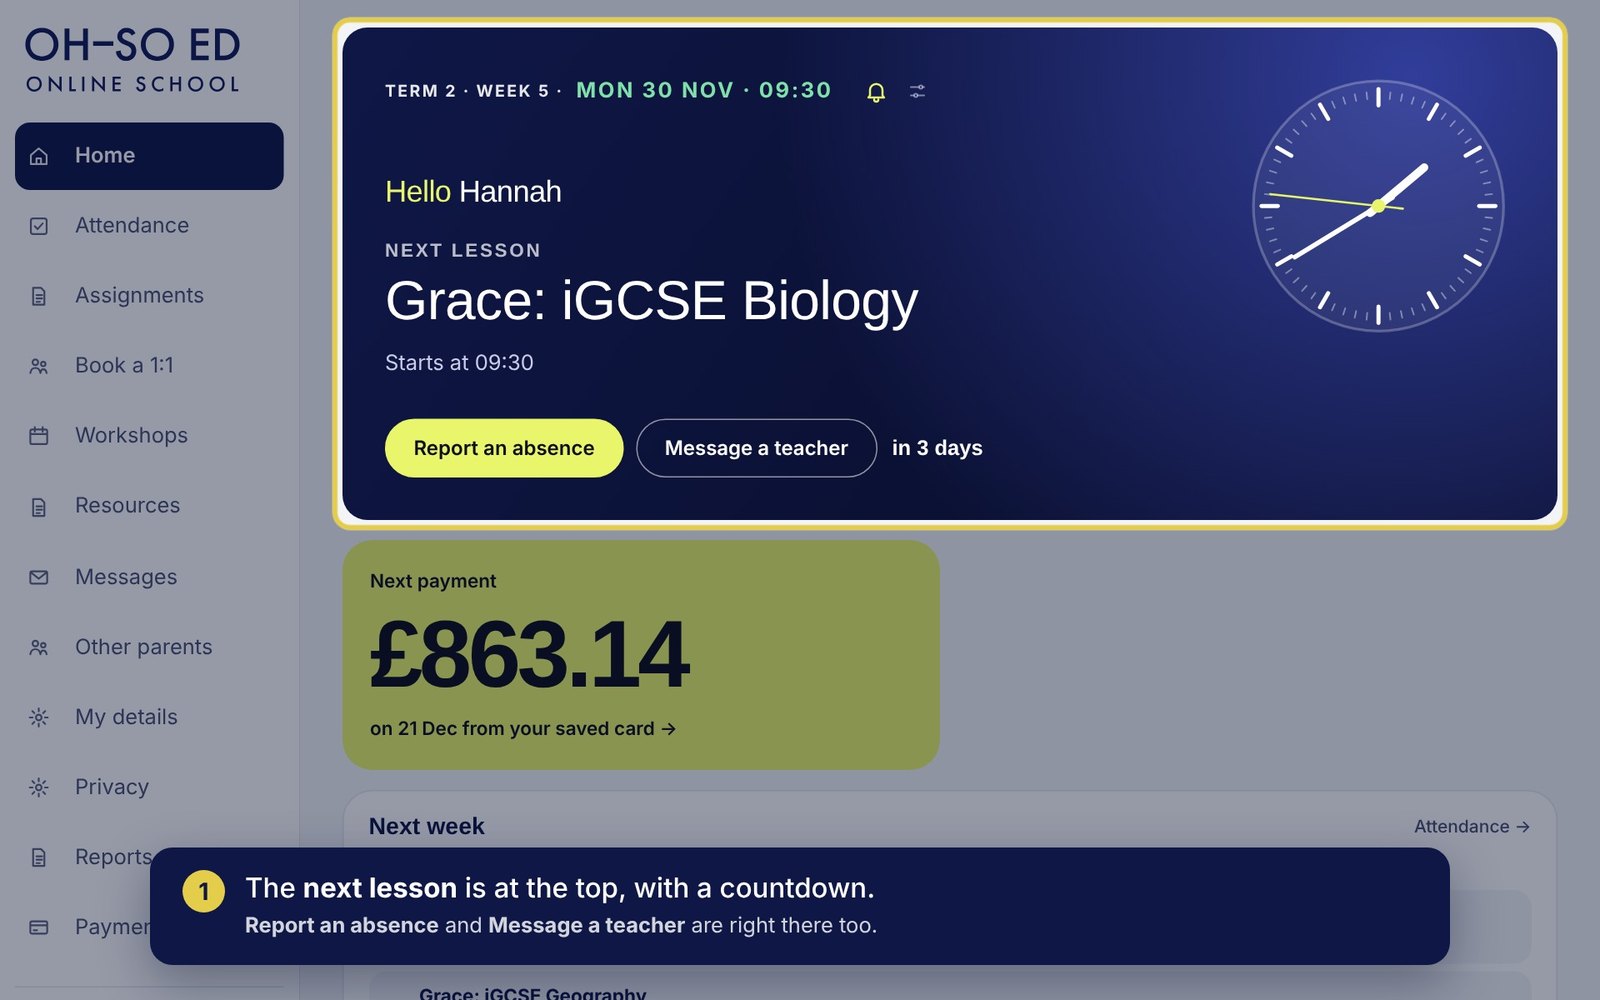 OH–SO ED
ONLINE SCHOOL
Home
Attendance
Assignments
Book a 1:1
Workshops
Resources
Messages
Other parents
My details
Privacy
Reports
TERM 2 · WEEK 5 · MON 30 NOV · 09:30
Hello Hannah
NEXT LESSON
Grace: iGCSE Biology
Starts at 09:30
Report an absence
Message a teacher
in 3 days
Next payment
£863.14
on 21 Dec from your saved card →
Next week
Attendance →
1
The next lesson is at the top, with a countdown.
Report an absence and Message a teacher are right there too.
Grace: iGCSE Geography